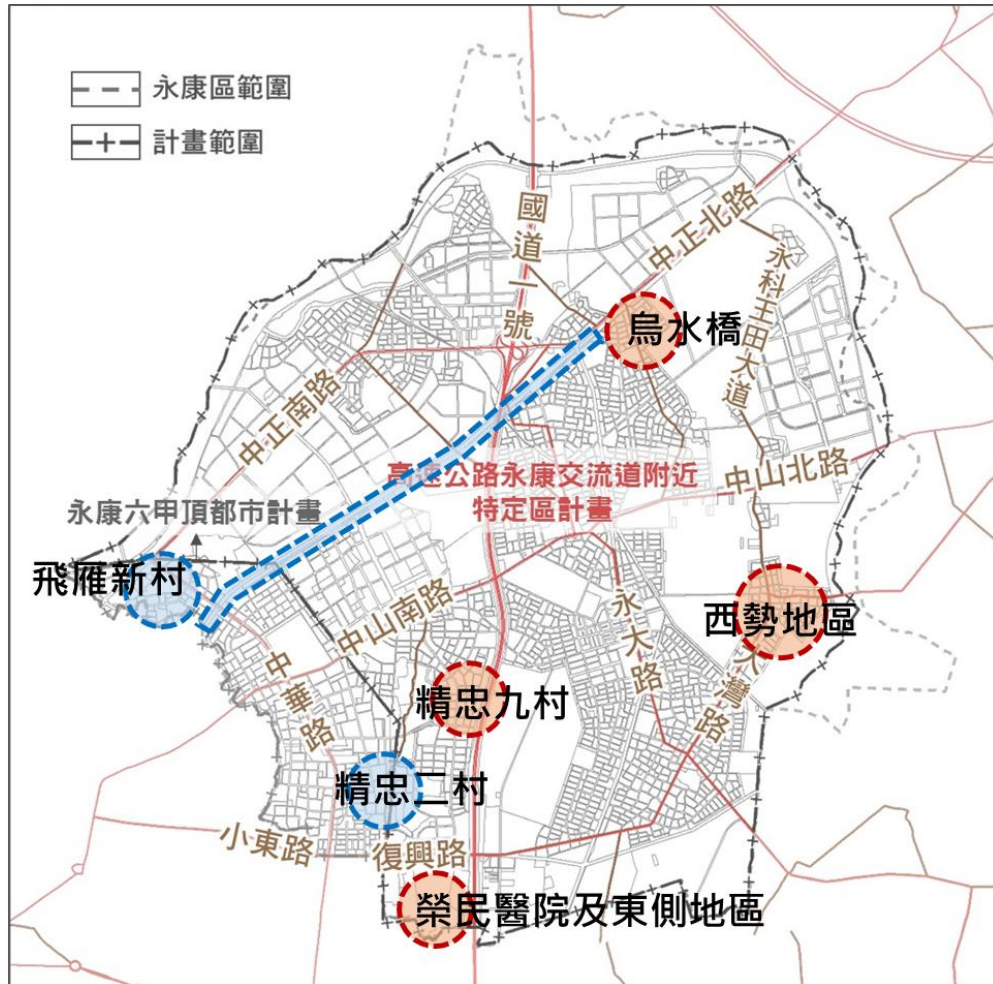 永康區範圍
計畫範圍
國道一號
中正北路
永科王田大道
烏水橋
中正南路
高速公路永康交流道附近
特定區計畫
中山北路
永康六甲頂都市計畫
飛雁新村
中山南路
永大路
西勢地區
大灣路
中華路
精忠九村
精忠二村
小東路
復興路
榮民醫院及東側地區